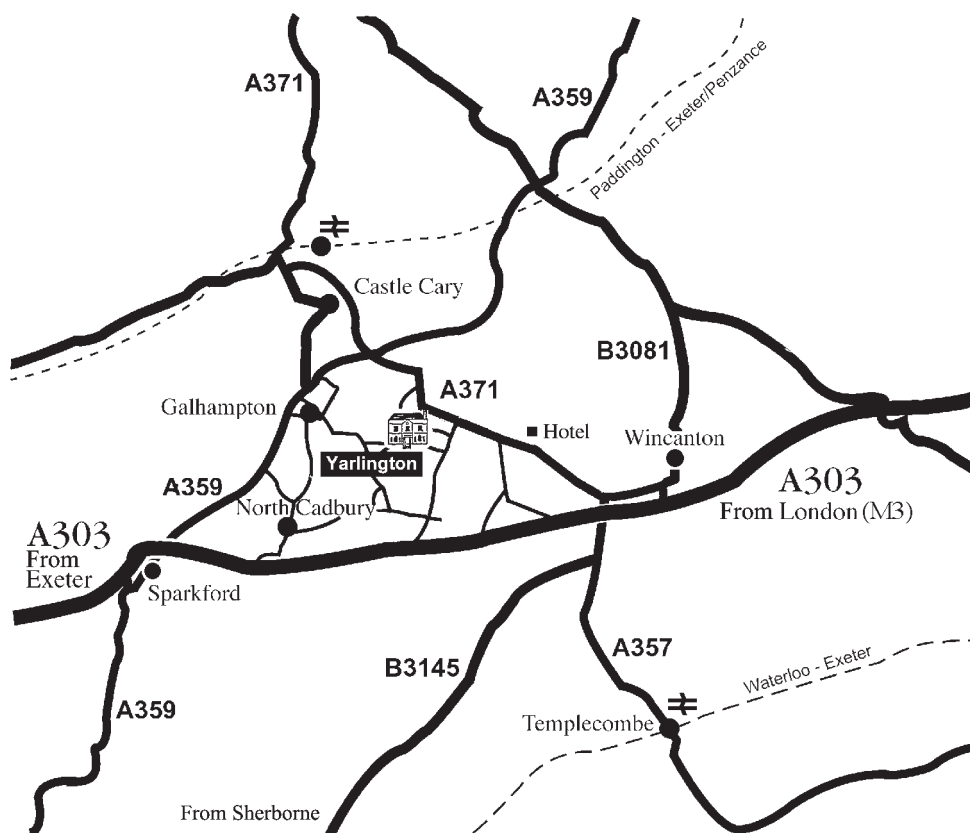 A371
A359
Paddington - Exeter/Penzance
Castle Cary
B3081
A371
Galhampton
Hotel
Wincanton
Yarlington
A359
North Cadbury
A303
From London (M3)
A303
From
Exeter
Sparkford
B3145
A357
Waterloo - Exeter
A359
Templecombe
From Sherborne